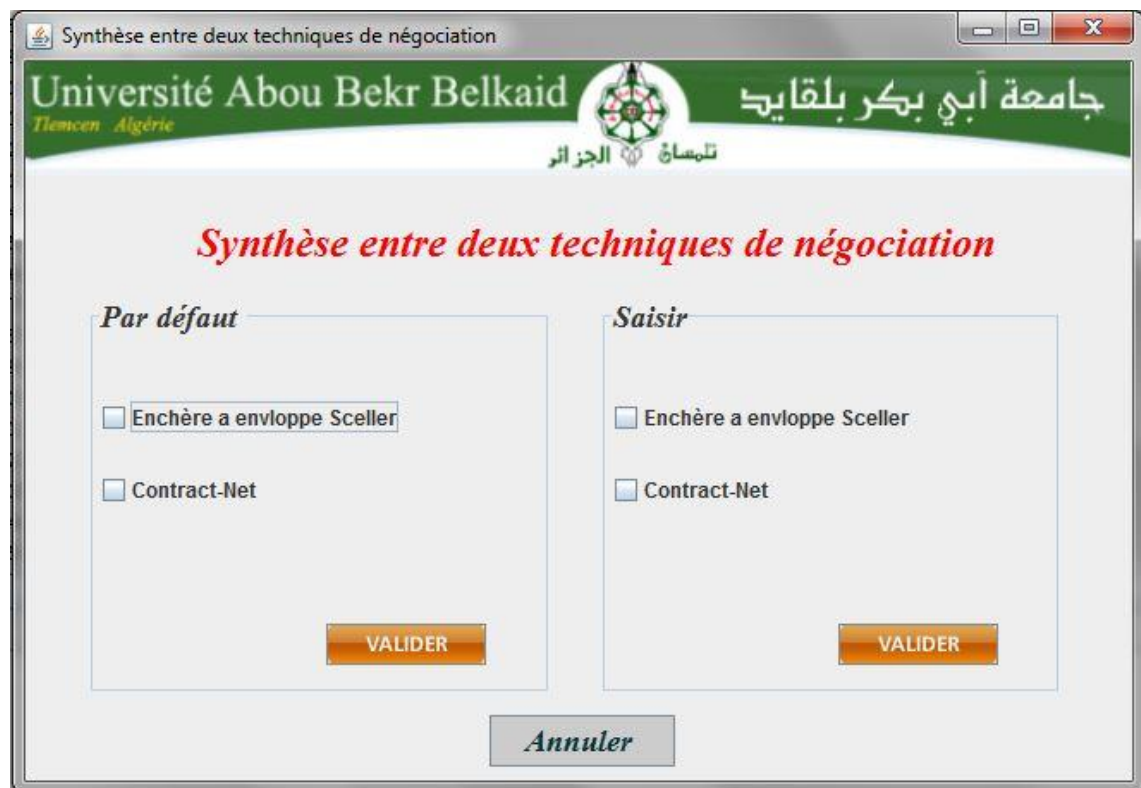 Synthèse entre deux techniques de négociation
Université Abou Bekr Belkaid
جامعة أبي بكر بلقايد
Tlemcen Algérie
تلمسان الجزائر
Synthèse entre deux techniques de négociation
Par défaut
Enchère a envloppe Sceller
Contract-Net
VALIDER
Saisir
Enchère a envloppe Sceller
Contract-Net
VALIDER
Annuler